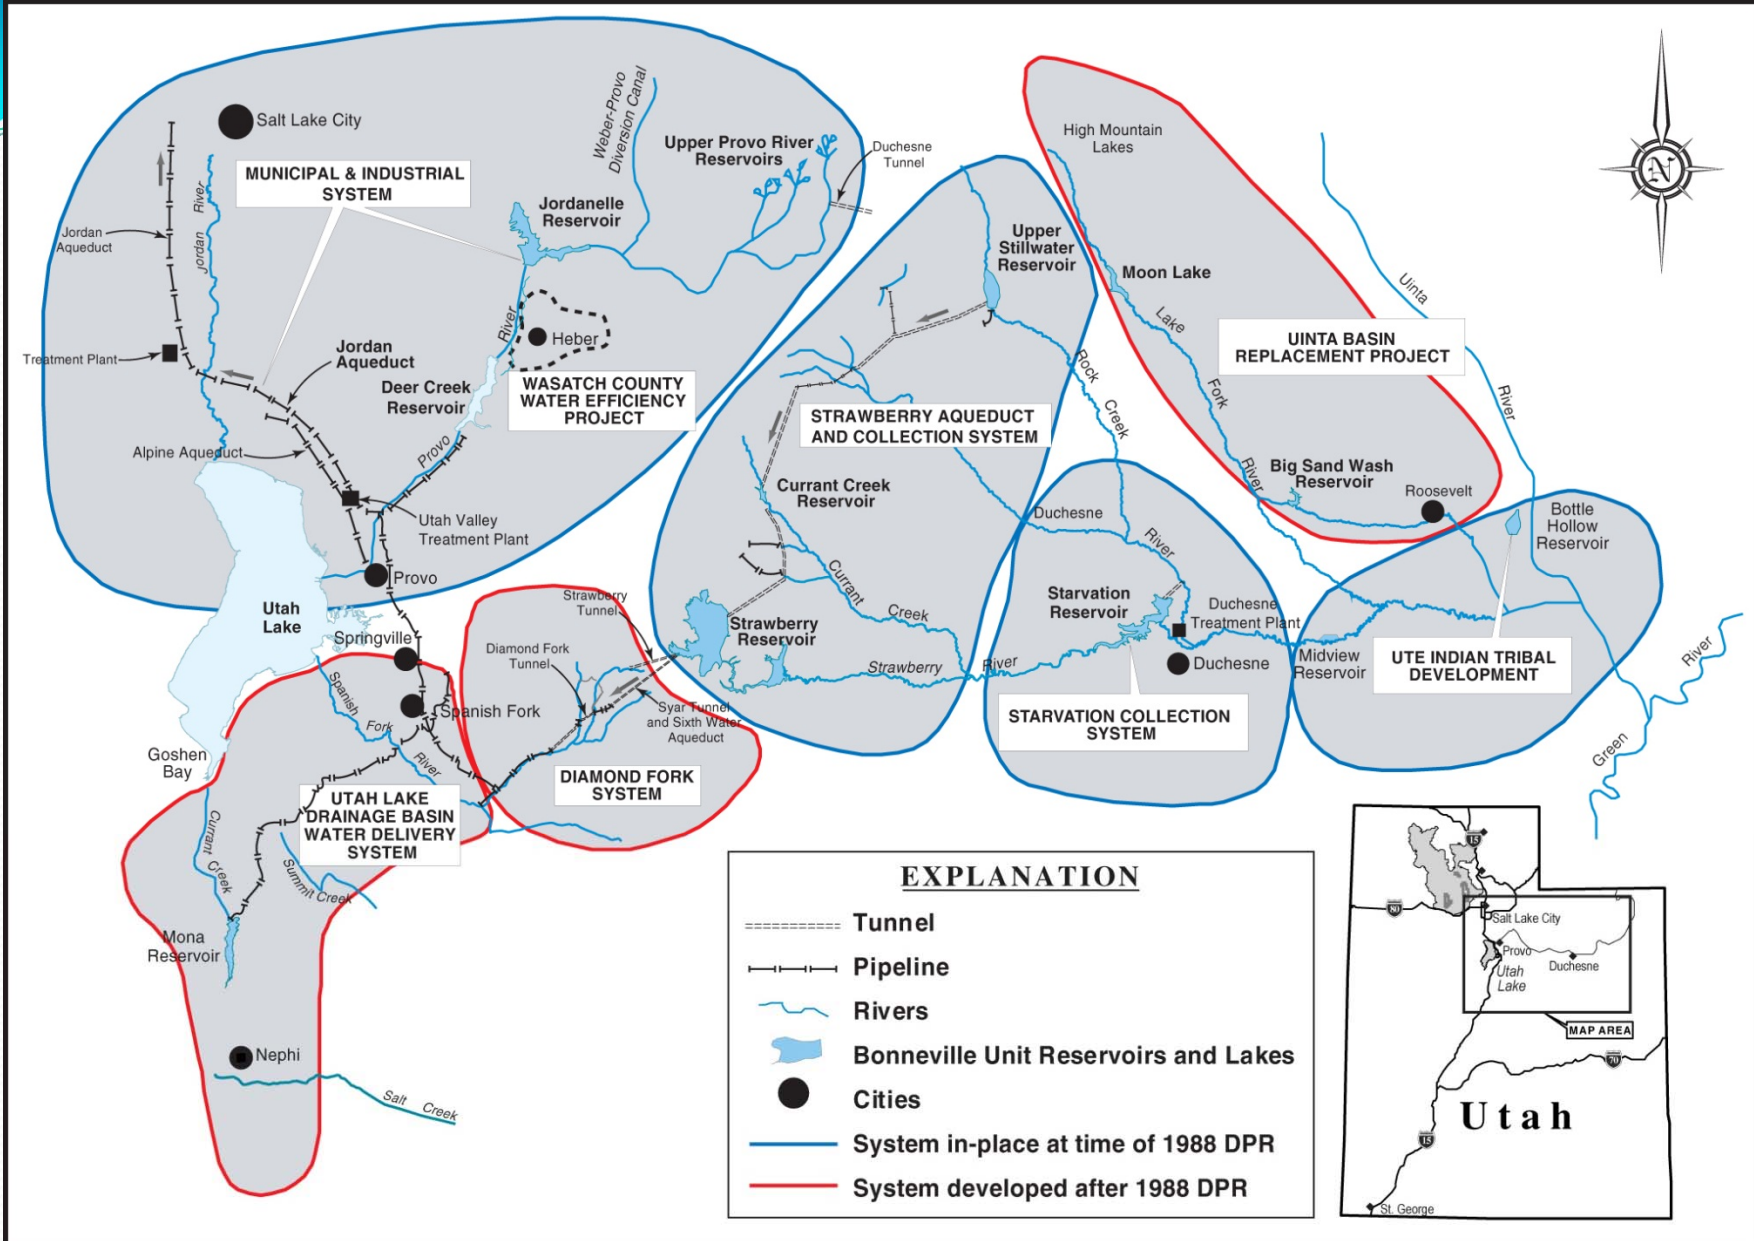 Salt Lake City
MUNICIPAL & INDUSTRIAL
SYSTEM
Jordan
Aqueduct
Jordan River
Treatment Plant
Jordan
Aqueduct
Alpine Aqueduct
Deer Creek
Reservoir
Provo
River
Heber
WASATCH COUNTY
WATER EFFICIENCY
PROJECT
Jordanelle
Reservoir
Weber-Provo
Diversion Canal
Upper Provo River
Reservoirs
Duchesne
Tunnel
Utah Valley
Treatment Plant
Provo
Utah
Lake
Springville
Spanish Fork
Spanish
Fork
River
Goshen
Bay
Currant
Creek
UTAH LAKE
DRAINAGE BASIN
WATER DELIVERY
SYSTEM
Summit Creek
Mona
Reservoir
Nephi
Salt Creek
Strawberry
Tunnel
Diamond Fork
Tunnel
Syar Tunnel
and Sixth Water
Aqueduct
DIAMOND FORK
SYSTEM
Upper
Stillwater
Reservoir
STRAWBERRY AQUEDUCT
AND COLLECTION SYSTEM
Currant Creek
Reservoir
Currant
Creek
Strawberry
Reservoir
Strawberry
River
Rock
Creek
Duchesne
River
Starvation
Reservoir
Duchesne
Treatment Plant
Duchesne
STARVATION COLLECTION
SYSTEM
High Mountain
Lakes
Moon Lake
Lake
Fork
River
UINTA BASIN
REPLACEMENT PROJECT
Big Sand Wash
Reservoir
Roosevelt
Uinta
River
Bottle
Hollow
Reservoir
Midview
Reservoir
UTE INDIAN TRIBAL
DEVELOPMENT
Green
River
N
EXPLANATION
Tunnel
Pipeline
Rivers
Bonneville Unit Reservoirs and Lakes
Cities
System in-place at time of 1988 DPR
System developed after 1988 DPR
15
80
Salt Lake City
Provo
Utah
Lake
Duchesne
MAP AREA
70
Utah
15
St. George